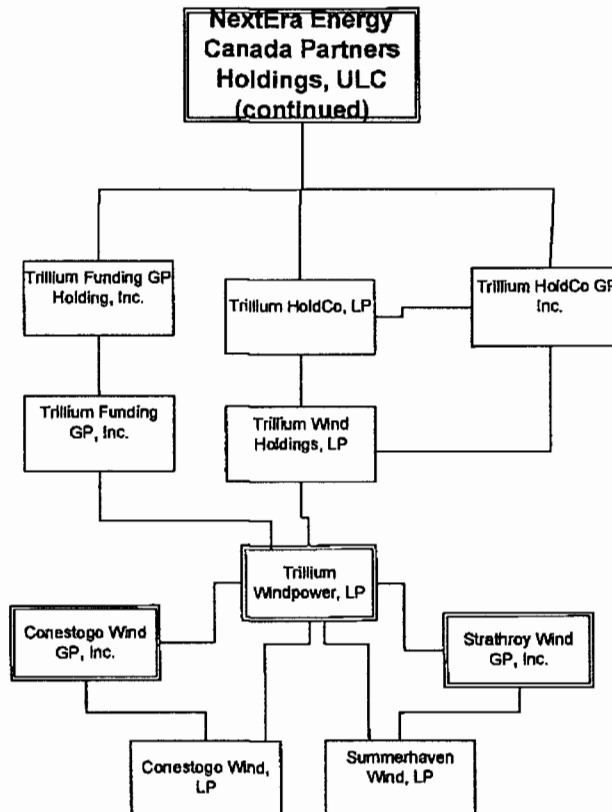 NextEra Energy
Canada Partners
Holdings, ULC
(continued)
Trillium Funding GP
Holding, Inc.
Trillium HoldCo, LP
Trillium HoldCo GP
Inc.
Trillium Funding
GP, Inc.
Trillium Wind
Holdings, LP
Trillium
Windpower, LP
Conestogo Wind
GP, Inc.
Strathroy Wind
GP, Inc.
Conestogo Wind,
LP
Summerhaven
Wind, LP